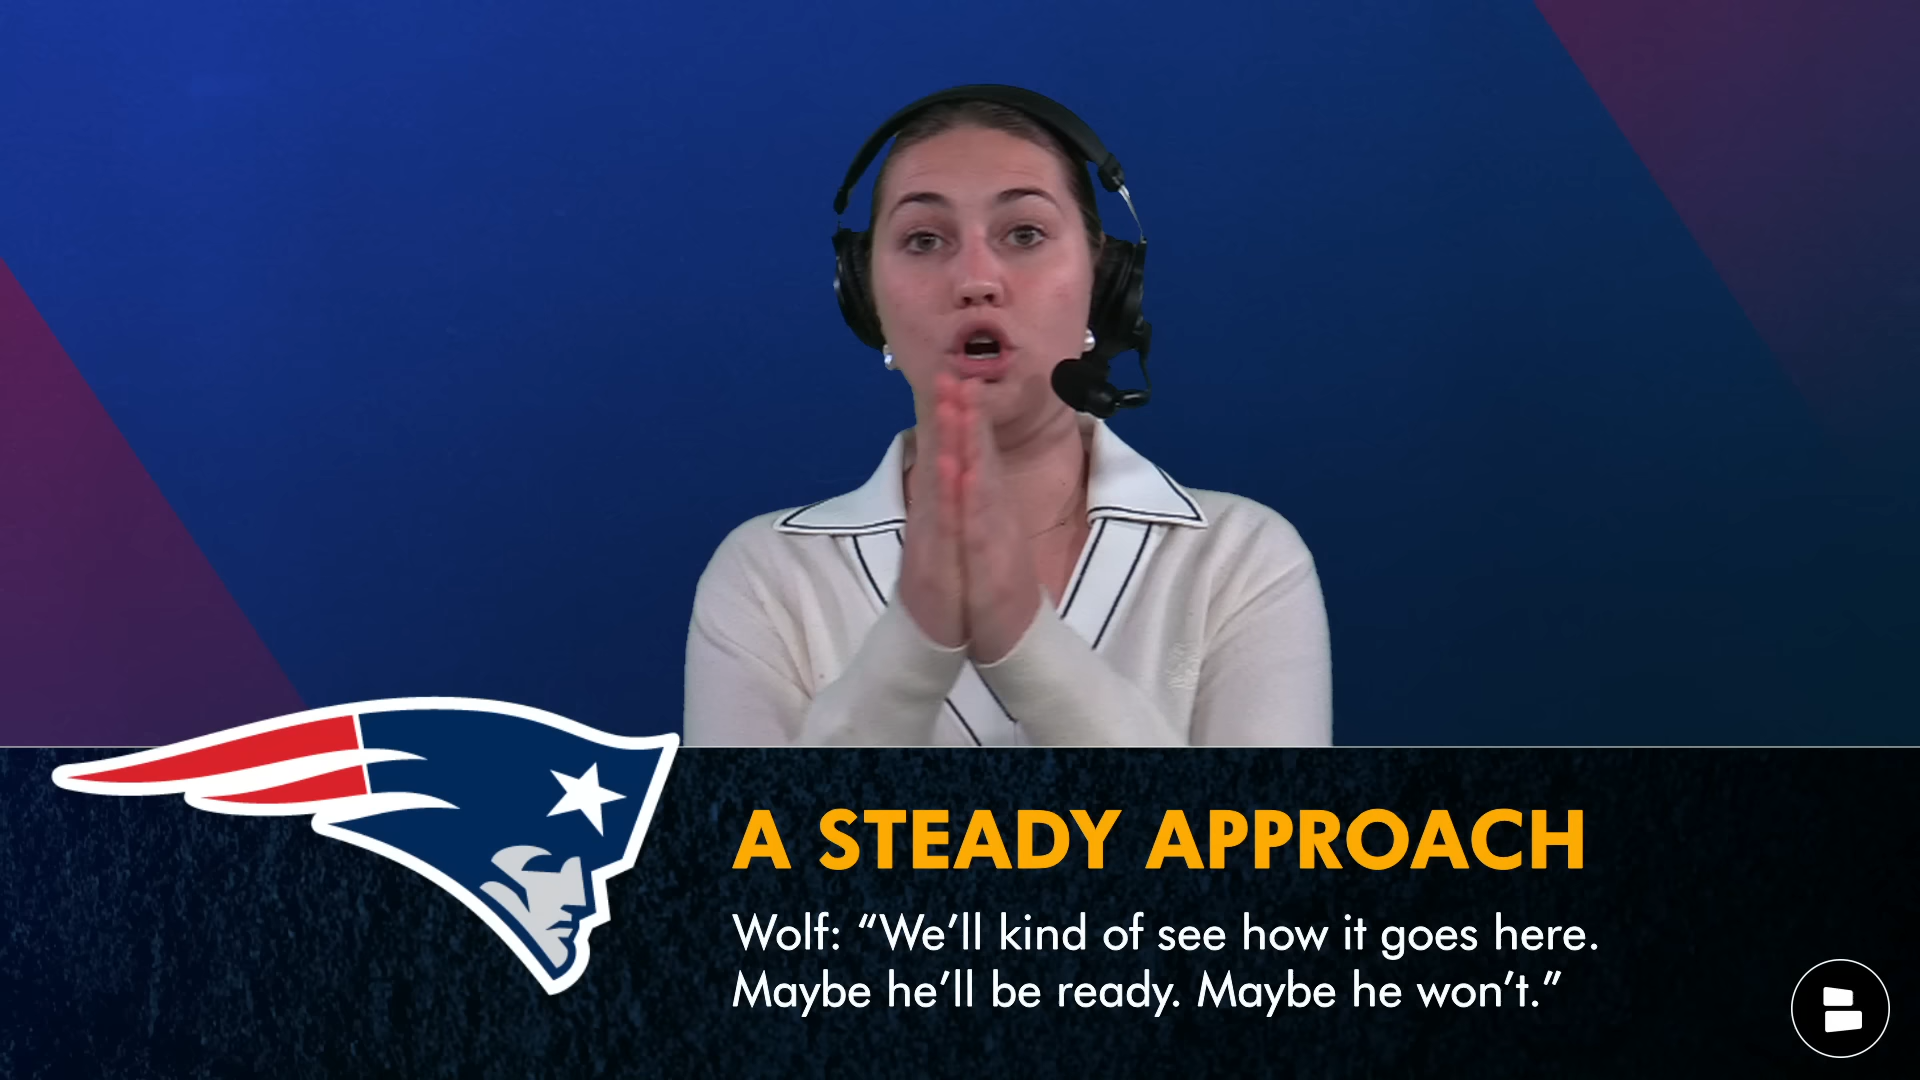 A STEADY APPROACH
Wolf: “We’ll kind of see how it goes here.
Maybe he’ll be ready. Maybe he won’t.”